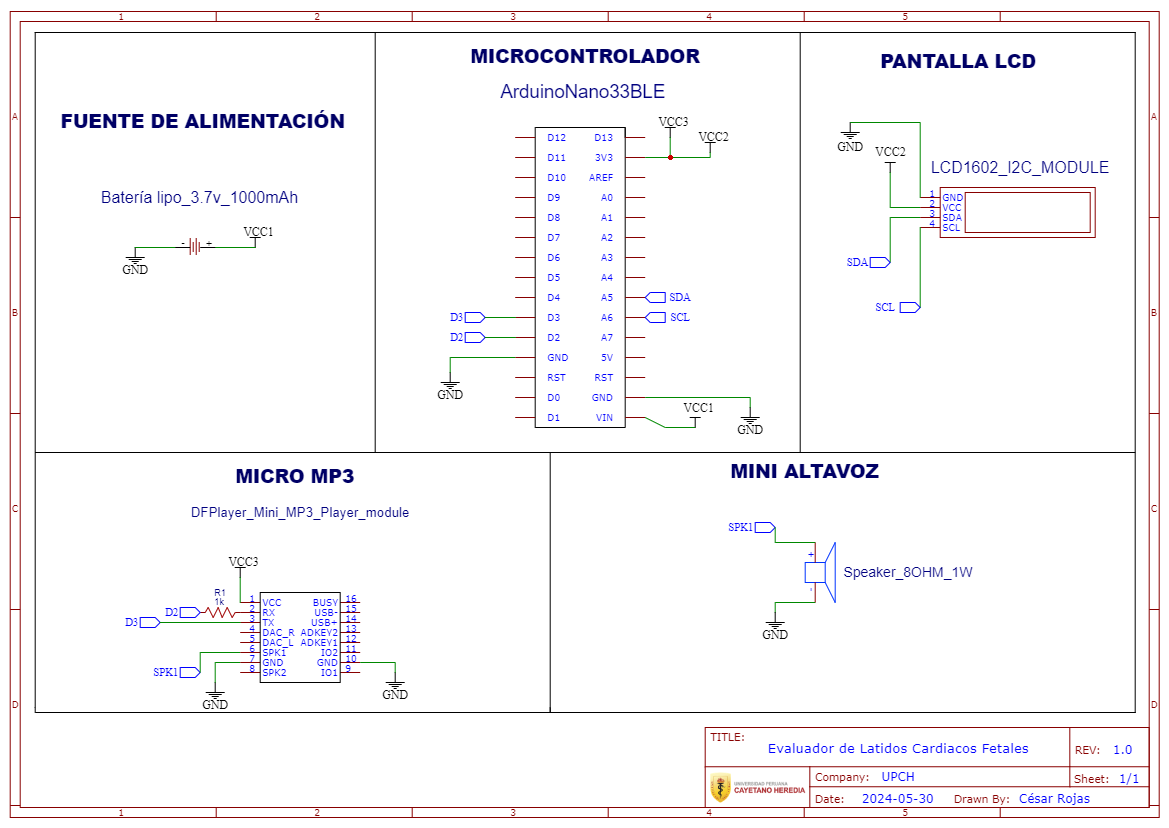 1 2 3 4 5
A
B
C
D
A
B
C
D
FUENTE DE ALIMENTACIÓN
Batería lipo_3.7v_1000mAh
- +
VCC1
GND
MICROCONTROLADOR
ArduinoNano33BLE
VCC3
VCC2
D12 D13
D11 3V3
D10 AREF
D9 A0
D8 A1
D7 A2
D6 A3
D5 A4
D4 A5 SDA
D3 D3 A6 SCL
D2 D2 A7
GND 5V
RST RST
D0 GND
D1 VIN
GND
VCC1
GND
PANTALLA LCD
GND
VCC2
LCD1602_I2C_MODULE
1 GND
2 VCC
3 SDA
4 SCL
SDA
SCL
MICRO MP3
DFPlayer_Mini_MP3_Player_module
VCC3
R1
1k
D2
D3
SPK1
1 VCC BUSY 16
2 RX USB- 15
3 TX USB+ 14
4 DAC_R ADKEY2 13
5 DAC_L ADKEY1 12
6 SPK1 IO2 11
7 GND GND 10
8 SPK2 IO1 9
GND
GND
MINI ALTAVOZ
SPK1
+
-
Speaker_8OHM_1W
GND
TITLE:
Evaluador de Latidos Cardiacos Fetales
REV: 1.0
UNIVERSIDAD PERUANA
CAYETANO HEREDIA
Company: UPCH
Sheet: 1/1
Date: 2024-05-30 Drawn By: César Rojas
1 2 3 4 5